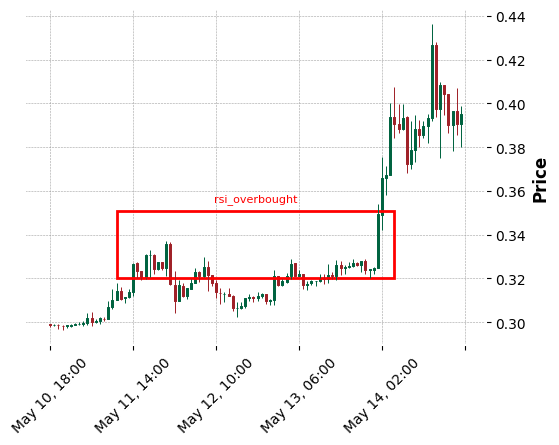 0.44
0.42
0.40
0.38
0.36
0.34
0.32
0.30
Price
rsi_overbought
May 10, 18:00
May 11, 14:00
May 12, 10:00
May 13, 06:00
May 14, 02:00